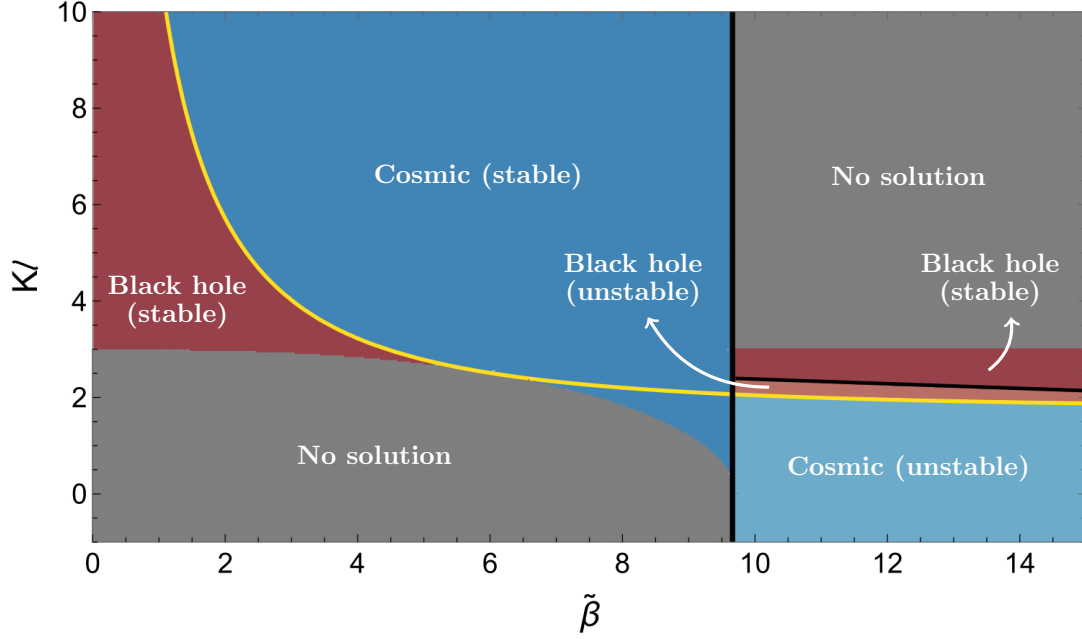 10
8
6
4
2
0
Kl
Cosmic (stable)
No solution
Black hole
(stable)
Black hole
(unstable)
Black hole
(stable)
No solution
Cosmic (unstable)
0
2
4
6
8
10
12
14
β̃